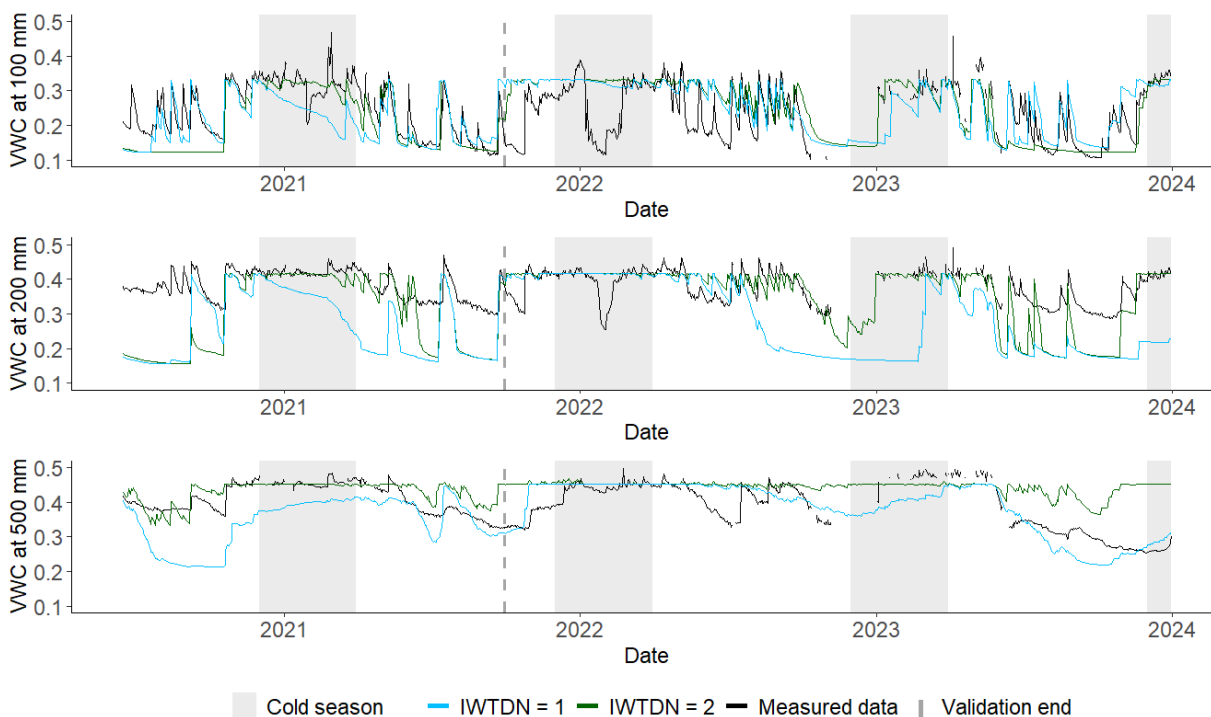 VWC at 100 mm
0.5
0.4
0.3
0.2
0.1
2021 2022 2023 2024
Date
VWC at 200 mm
0.5
0.4
0.3
0.2
0.1
2021 2022 2023 2024
Date
VWC at 500 mm
0.5
0.4
0.3
0.2
0.1
2021 2022 2023 2024
Date
Cold season IWTDN = 1 IWTDN = 2 Measured data Validation end